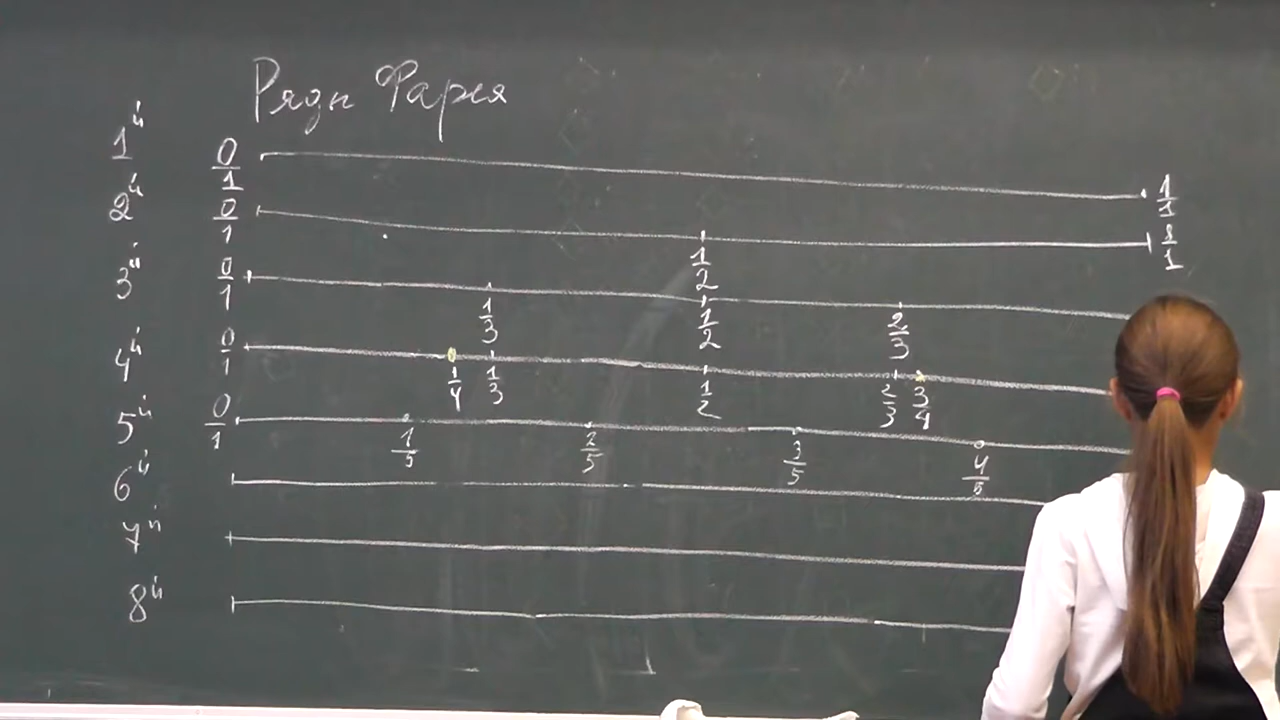 Ряды Фарея
1й 0/1 1/1
2й 0/1 1/2 1/1
3й 0/1 1/3 1/2 2/3
4й 0/1 1/4 1/3 1/2 2/3 3/4
5й 0/1 1/5 2/5 3/5 4/5
6й
7й
8й